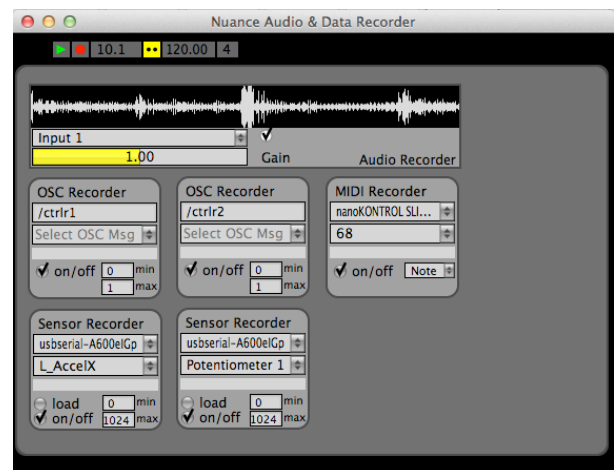 Nuance Audio & Data Recorder
10.1 120.00 4
Input 1
1.00 Gain Audio Recorder
OSC Recorder
/ctrlr1
Select OSC Msg
on/off 0 min
1 max
OSC Recorder
/ctrlr2
Select OSC Msg
on/off 0 min
1 max
MIDI Recorder
nanoKONTROL SLI...
68
on/off Note
Sensor Recorder
usbserial-A600elGp
L_AccelX
load 0 min
on/off 1024 max
Sensor Recorder
usbserial-A600elGp
Potentiometer 1
load 0 min
on/off 1024 max